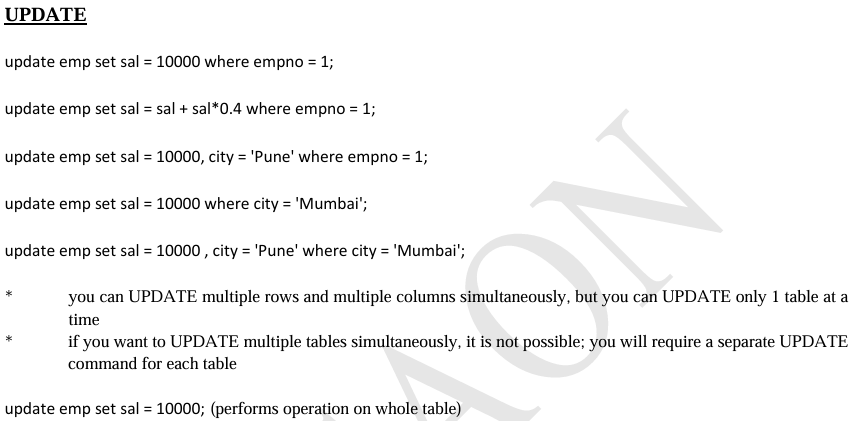 UPDATE
update emp set sal = 10000 where empno = 1;
update emp set sal = sal + sal*0.4 where empno = 1;
update emp set sal = 10000, city = 'Pune' where empno = 1;
update emp set sal = 10000 where city = 'Mumbai';
update emp set sal = 10000 , city = 'Pune' where city = 'Mumbai';
* you can UPDATE multiple rows and multiple columns simultaneously, but you can UPDATE only 1 table at a
time
* if you want to UPDATE multiple tables simultaneously, it is not possible; you will require a separate UPDATE
command for each table
update emp set sal = 10000; (performs operation on whole table)